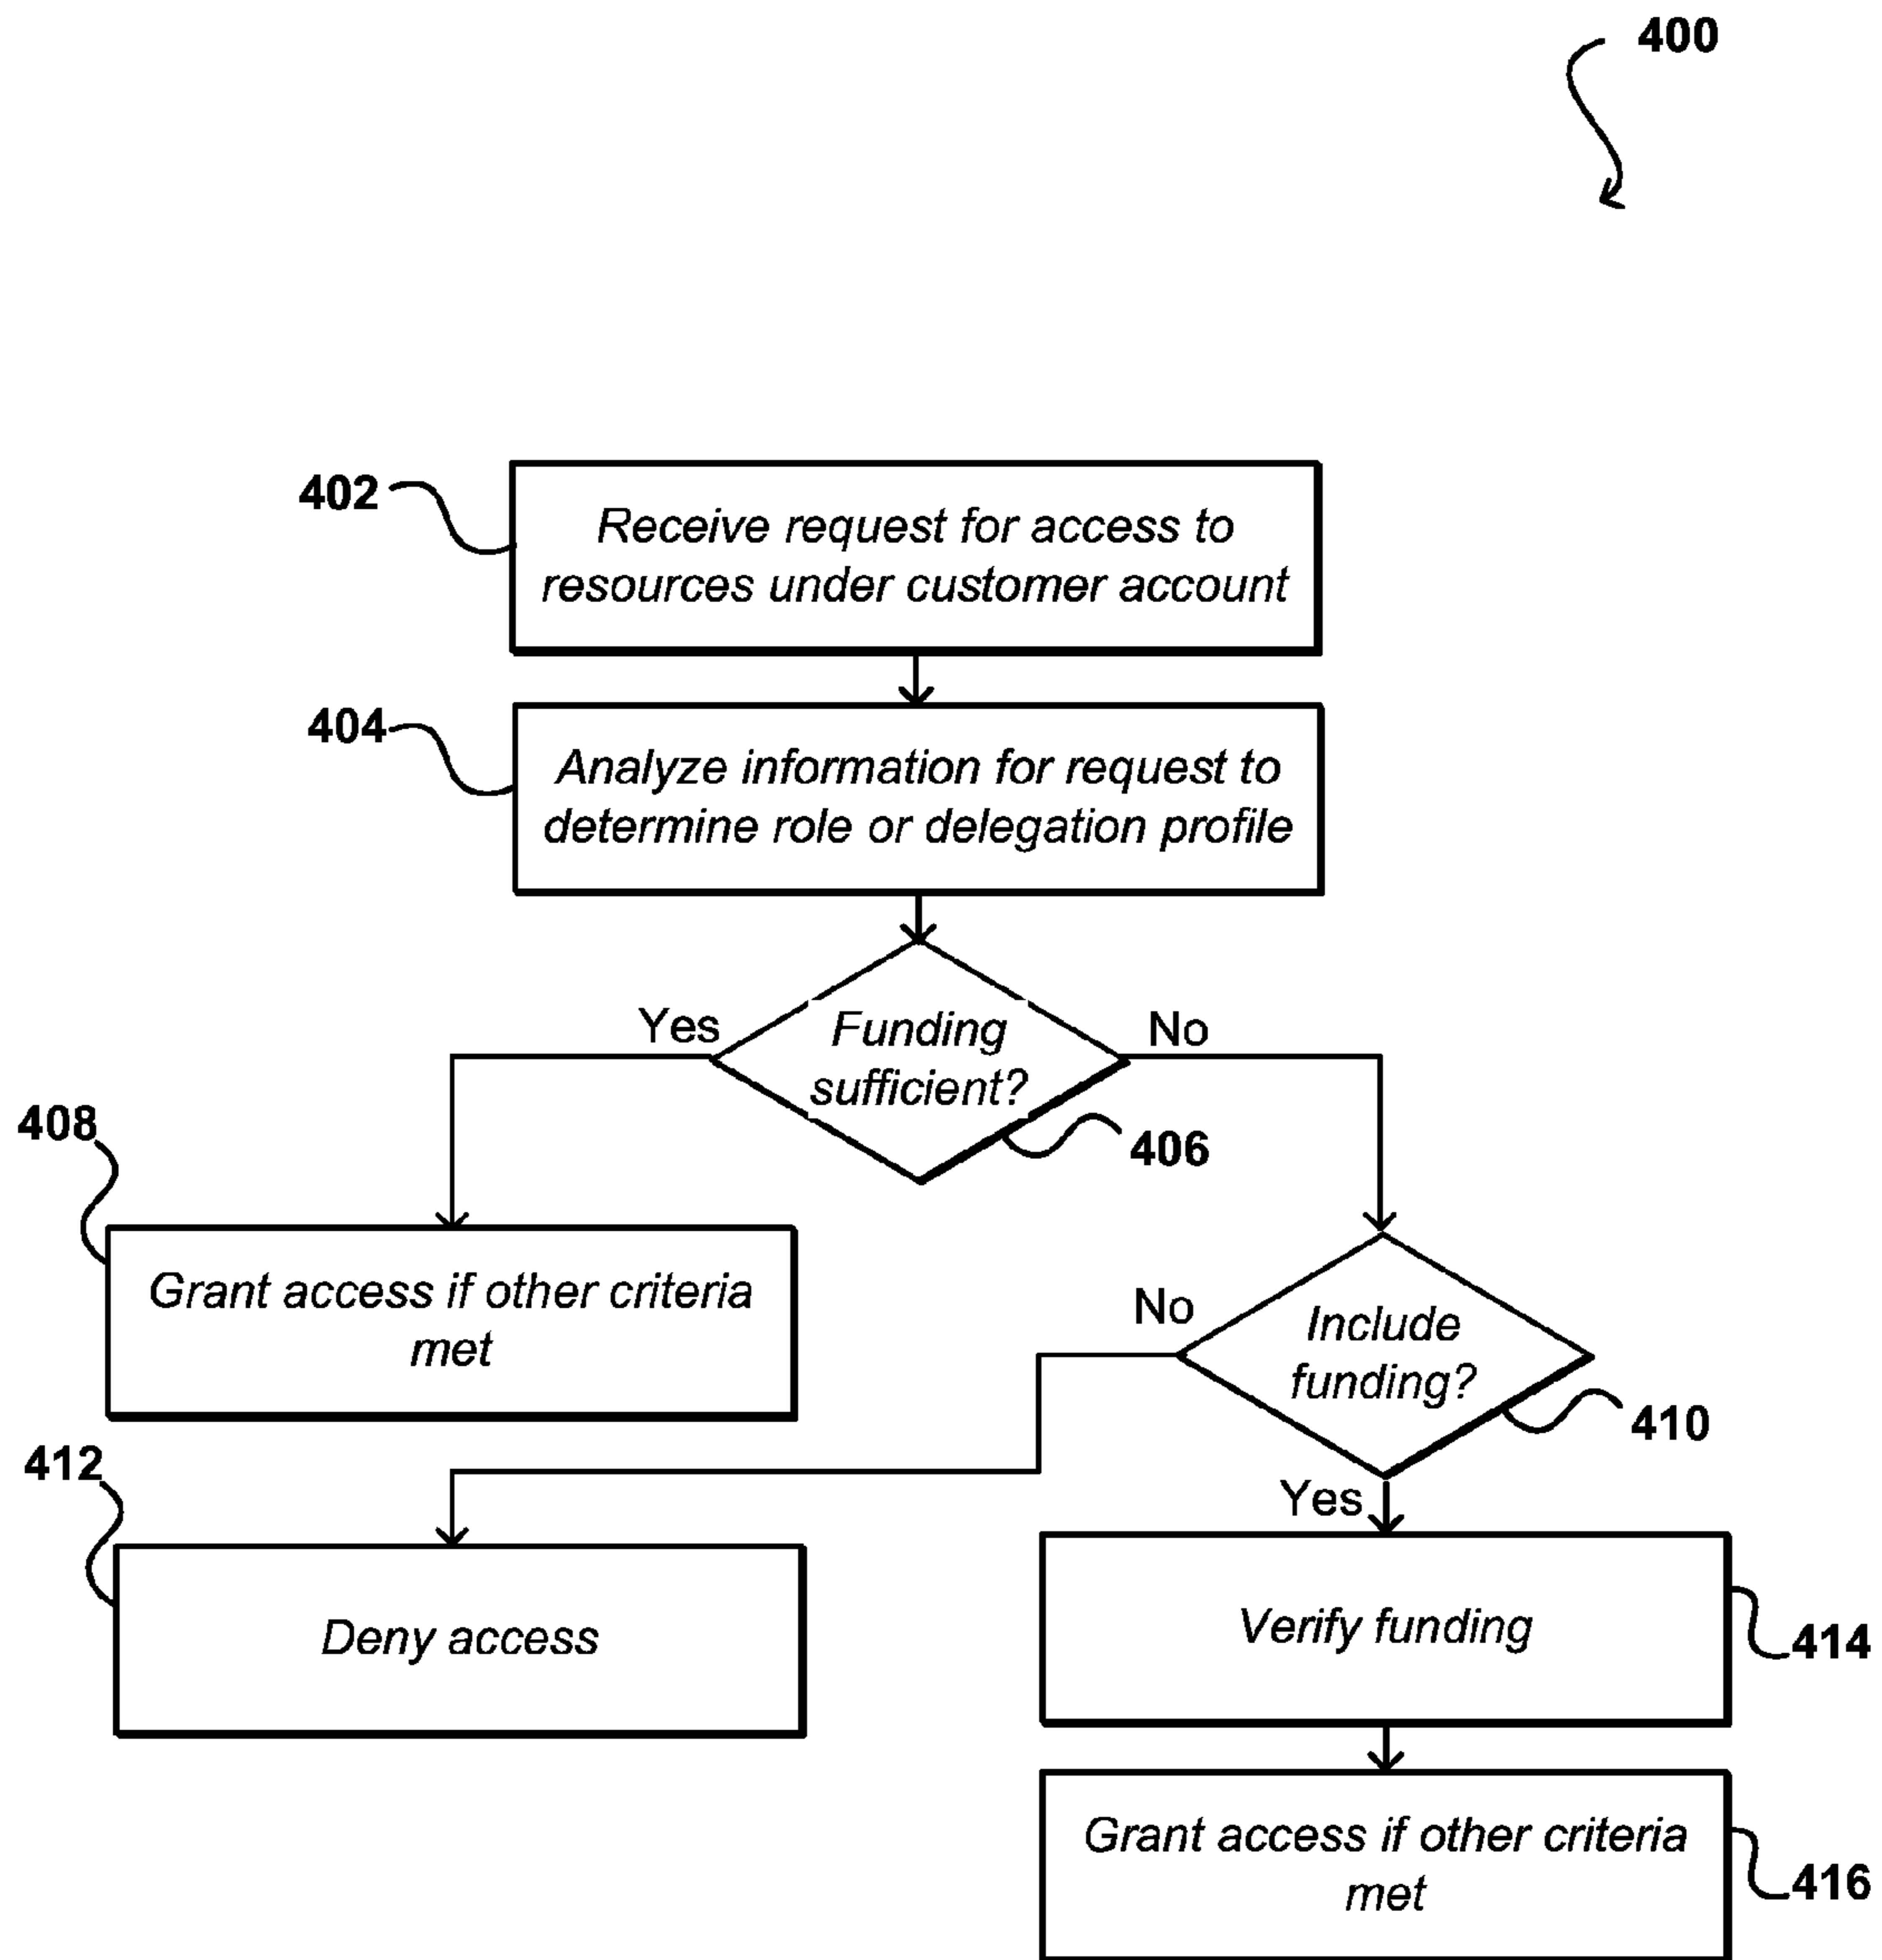 400
402
Receive request for access to
resources under customer account
404
Analyze information for request to
determine role or delegation profile
Yes
Funding
sufficient?
No
406
408
Grant access if other criteria
met
No
Include
funding?
410
412
Deny access
Yes
Verify funding
414
Grant access if other criteria
met
416